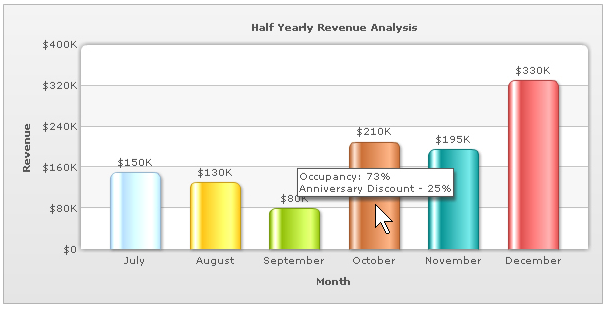 Half Yearly Revenue Analysis
$400K
$320K
$240K
$160K
$80K
$0
Revenue
$150K
$130K
$80K
$210K
$195K
$330K
Occupancy: 73%
Anniversary Discount - 25%
July August September October November December
Month